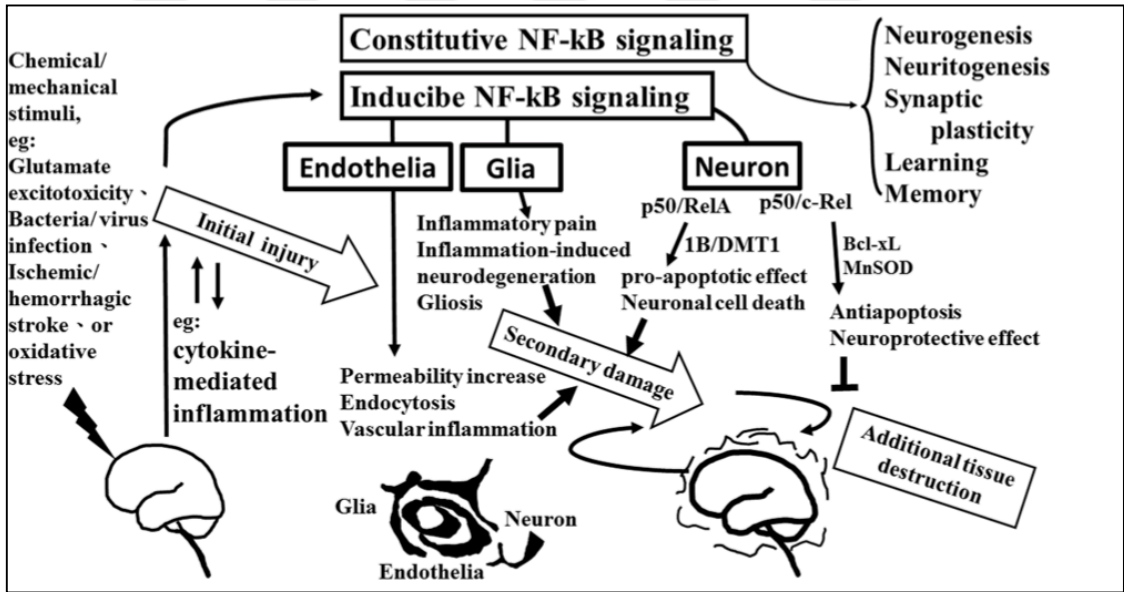 Constitutive NF-kB signaling
Inducibe NF-kB signaling
Neurogenesis
Neuritogenesis
Synaptic
plasticity
Learning
Memory
Chemical/
mechanical
stimuli,
eg:
Glutamate
excitotoxicity、
Bacteria/ virus
infection、
Ischemic/
hemorrhagic
stroke、or
oxidative
stress
Initial injury
eg:
cytokine-
mediated
inflammation
Endothelia
Glia
Neuron
Inflammatory pain
Inflammation-induced
neurodegeneration
Gliosis
p50/RelA
p50/c-Rel
1B/DMT1
pro-apoptotic effect
Neuronal cell death
Bcl-xL
MnSOD
Antiapoptosis
Neuroprotective effect
Secondary damage
Permeability increase
Endocytosis
Vascular inflammation
Additional tissue
destruction
Glia
Neuron
Endothelia